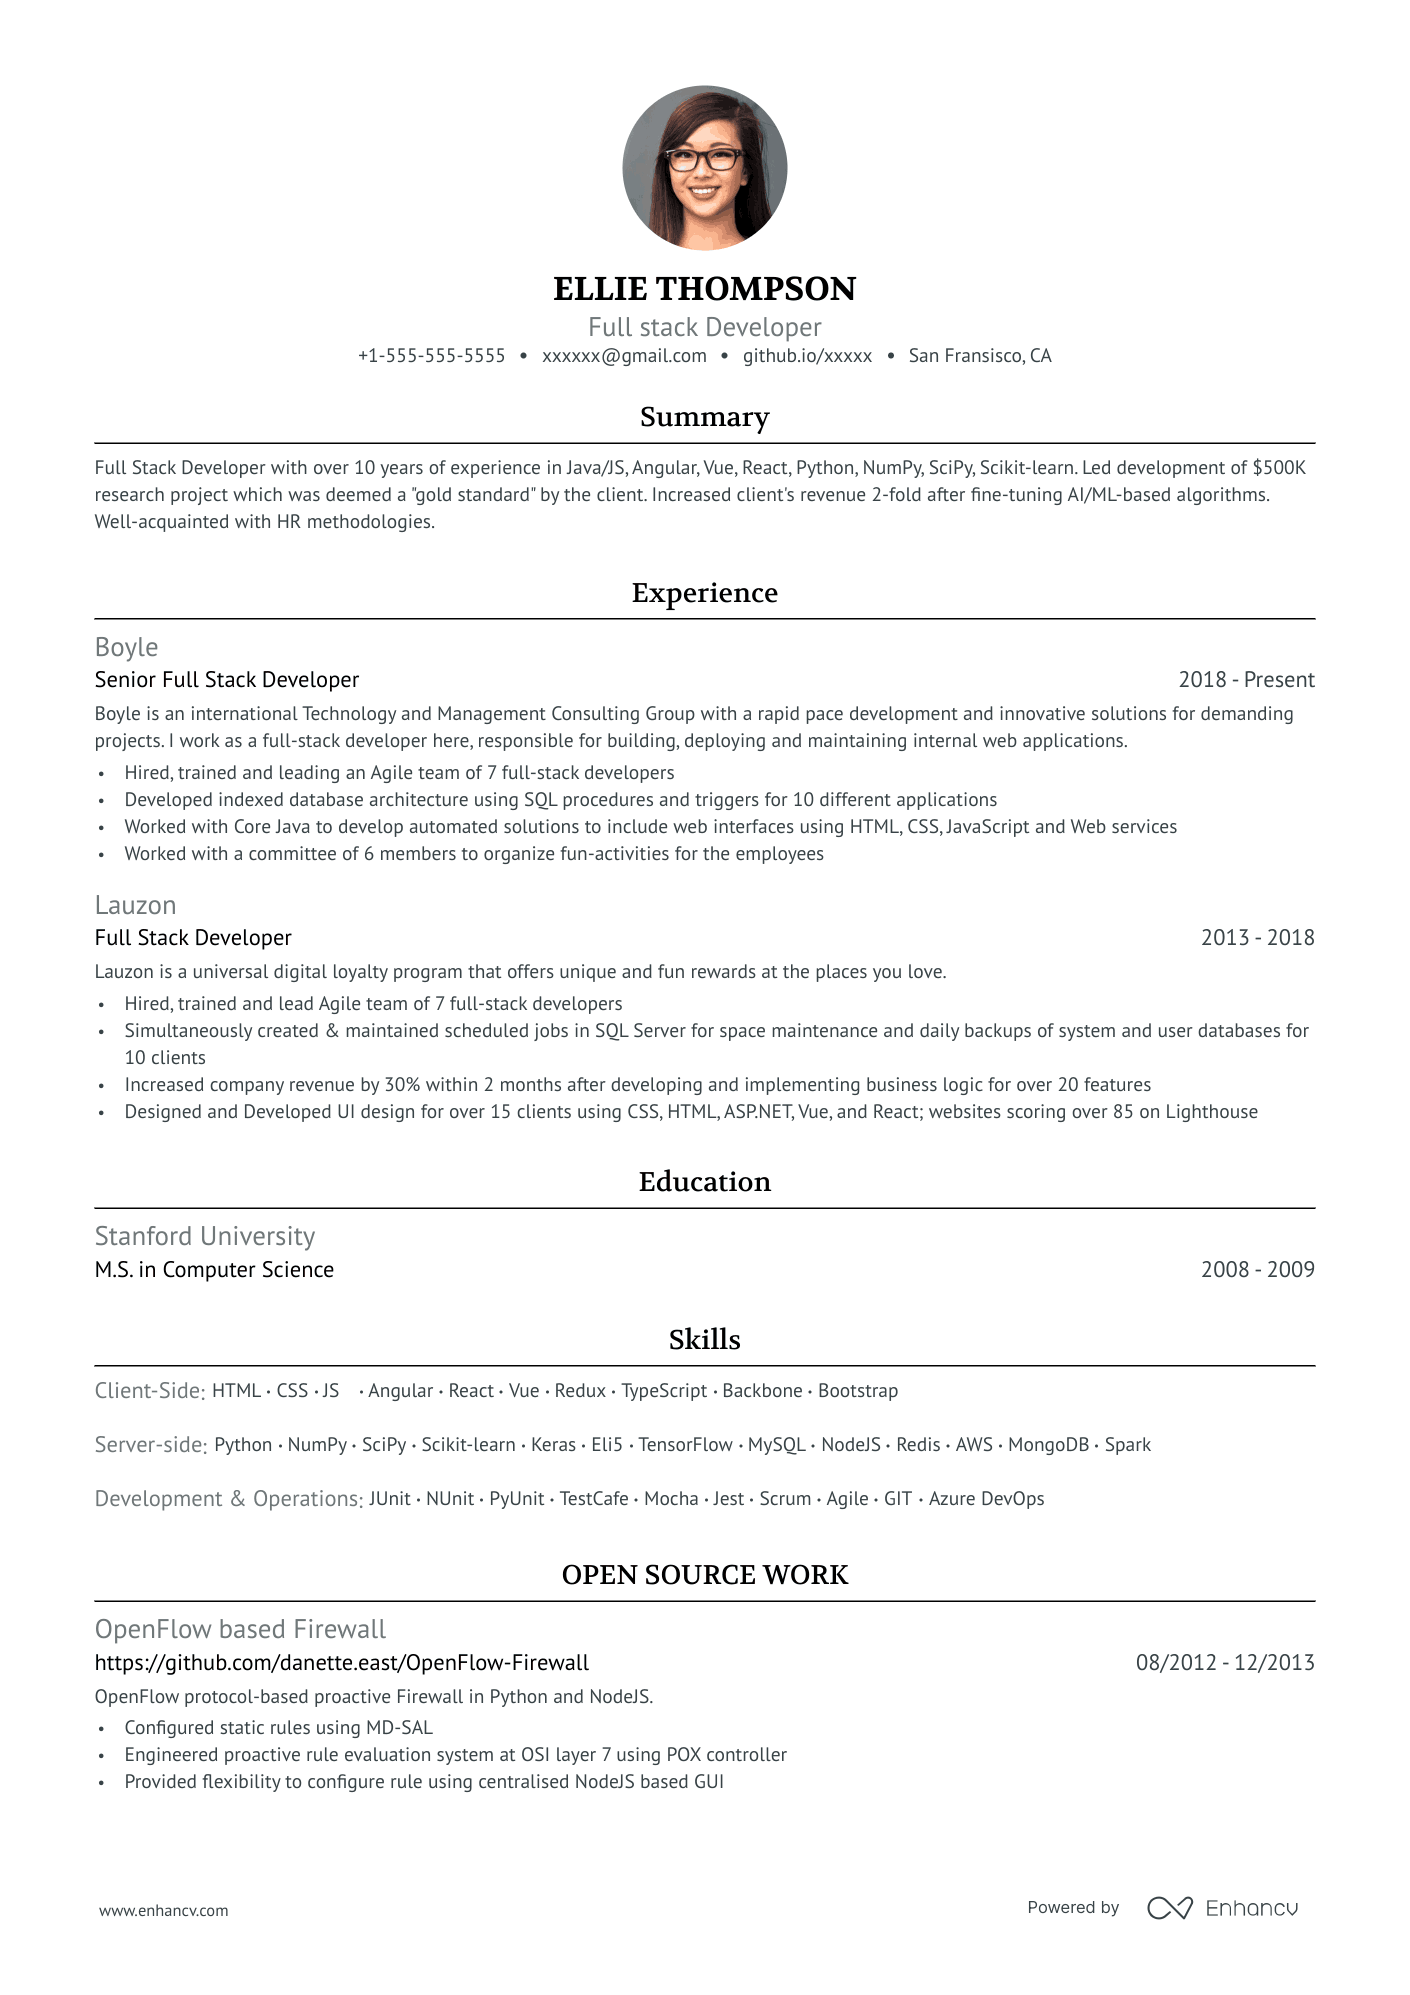 ELLIE THOMPSON
Full stack Developer
+1-555-555-5555 • xxxxxx@gmail.com • github.io/xxxxx • San Fransisco, CA
Summary
Full Stack Developer with over 10 years of experience in Java/JS, Angular, Vue, React, Python, NumPy, SciPy, Scikit-learn. Led development of $500K
research project which was deemed a "gold standard" by the client. Increased client's revenue 2-fold after fine-tuning AI/ML-based algorithms.
Well-acquainted with HR methodologies.
Experience
Boyle
Senior Full Stack Developer 2018 - Present
Boyle is an international Technology and Management Consulting Group with a rapid pace development and innovative solutions for demanding
projects. I work as a full-stack developer here, responsible for building, deploying and maintaining internal web applications.
• Hired, trained and leading an Agile team of 7 full-stack developers
• Developed indexed database architecture using SQL procedures and triggers for 10 different applications
• Worked with Core Java to develop automated solutions to include web interfaces using HTML, CSS, JavaScript and Web services
• Worked with a committee of 6 members to organize fun-activities for the employees
Lauzon
Full Stack Developer 2013 - 2018
Lauzon is a universal digital loyalty program that offers unique and fun rewards at the places you love.
• Hired, trained and lead Agile team of 7 full-stack developers
• Simultaneously created & maintained scheduled jobs in SQL Server for space maintenance and daily backups of system and user databases for
10 clients
• Increased company revenue by 30% within 2 months after developing and implementing business logic for over 20 features
• Designed and Developed UI design for over 15 clients using CSS, HTML, ASP.NET, Vue, and React; websites scoring over 85 on Lighthouse
Education
Stanford University
M.S. in Computer Science 2008 - 2009
Skills
Client-Side: HTML · CSS · JS · Angular · React · Vue · Redux · TypeScript · Backbone · Bootstrap
Server-side: Python · NumPy · SciPy · Scikit-learn · Keras · Eli5 · TensorFlow · MySQL · NodeJS · Redis · AWS · MongoDB · Spark
Development & Operations: JUnit · NUnit · PyUnit · TestCafe · Mocha · Jest · Scrum · Agile · GIT · Azure DevOps
OPEN SOURCE WORK
OpenFlow based Firewall
https://github.com/danette.east/OpenFlow-Firewall 08/2012 - 12/2013
OpenFlow protocol-based proactive Firewall in Python and NodeJS.
• Configured static rules using MD-SAL
• Engineered proactive rule evaluation system at OSI layer 7 using POX controller
• Provided flexibility to configure rule using centralised NodeJS based GUI
www.enhancv.com Powered by Enhancv